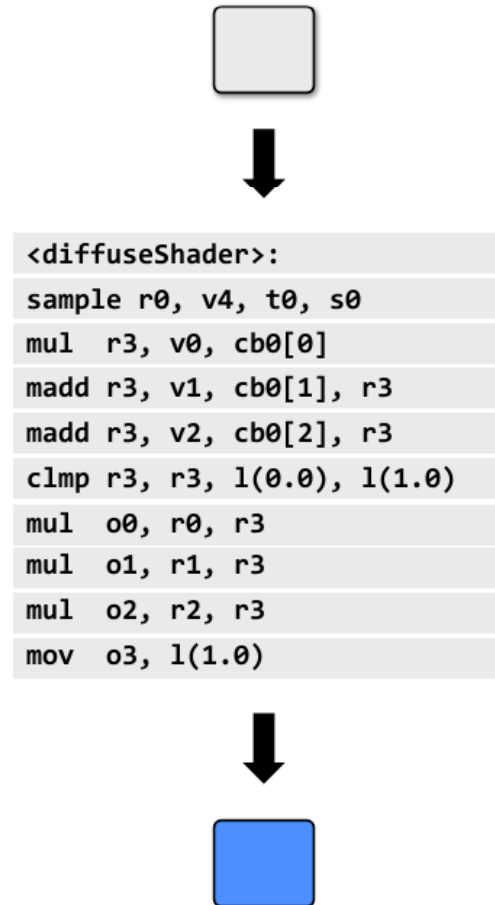 <diffuseShader>:
sample r0, v4, t0, s0
mul  r3, v0, cb0[0]
madd r3, v1, cb0[1], r3
madd r3, v2, cb0[2], r3
clmp r3, r3, l(0.0), l(1.0)
mul  o0, r0, r3
mul  o1, r1, r3
mul  o2, r2, r3
mov  o3, l(1.0)